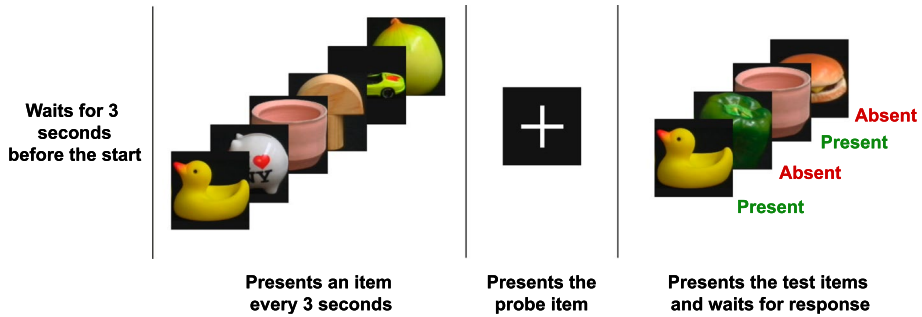 Waits for 3
seconds
before the start
NY
Absent
Present
Absent
Present
Presents an item
every 3 seconds
Presents the
probe item
Presents the test items
and waits for response